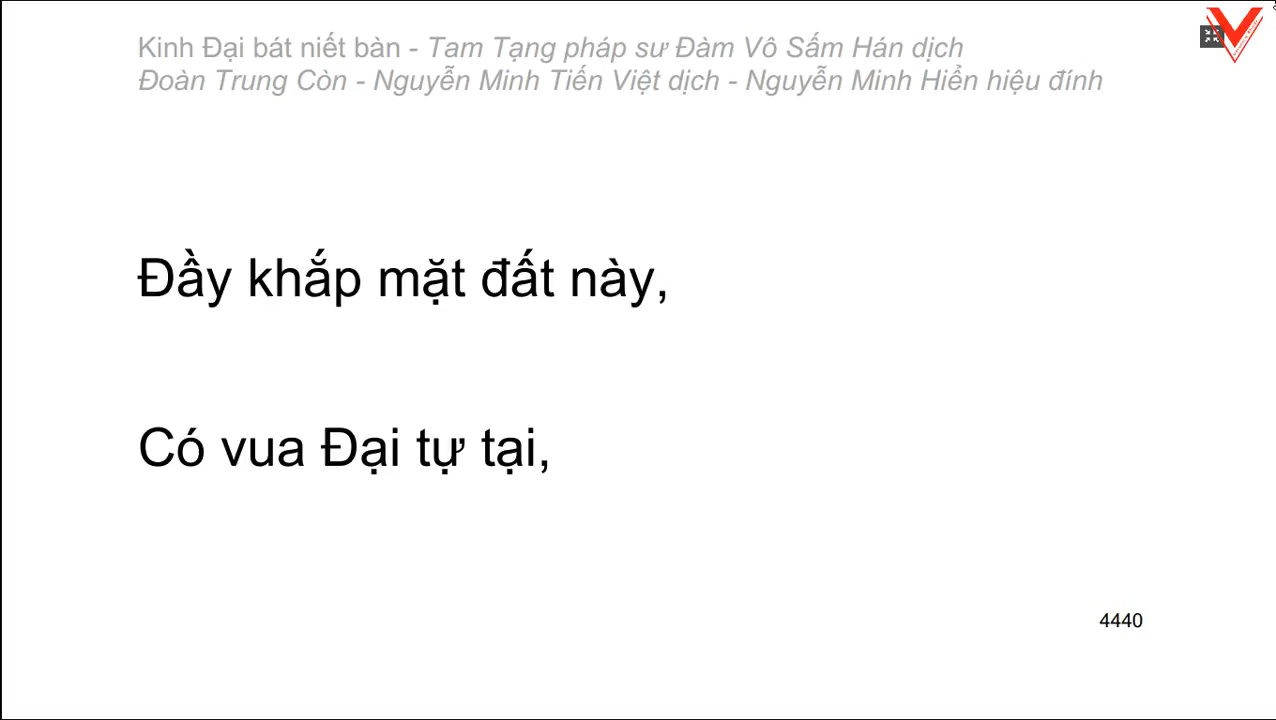 Kinh Đại bát niết bàn - Tam Tạng pháp sư Đàm Vô Sấm Hán dịch
Đoàn Trung Còn - Nguyễn Minh Tiến Việt dịch - Nguyễn Minh Hiển hiệu đính
Đầy khắp mặt đất này,
Có vua Đại tự tại,
4440